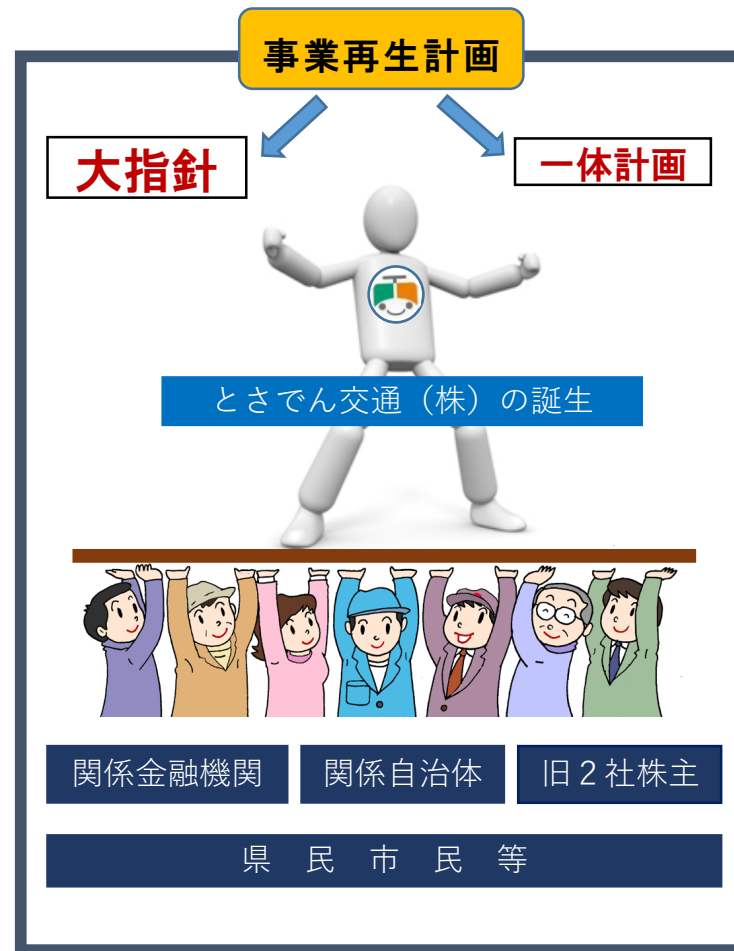 事業再生計画
大指針
一体計画
とさでん交通（株）の誕生
関係金融機関
関係自治体
旧２社株主
県民市民等